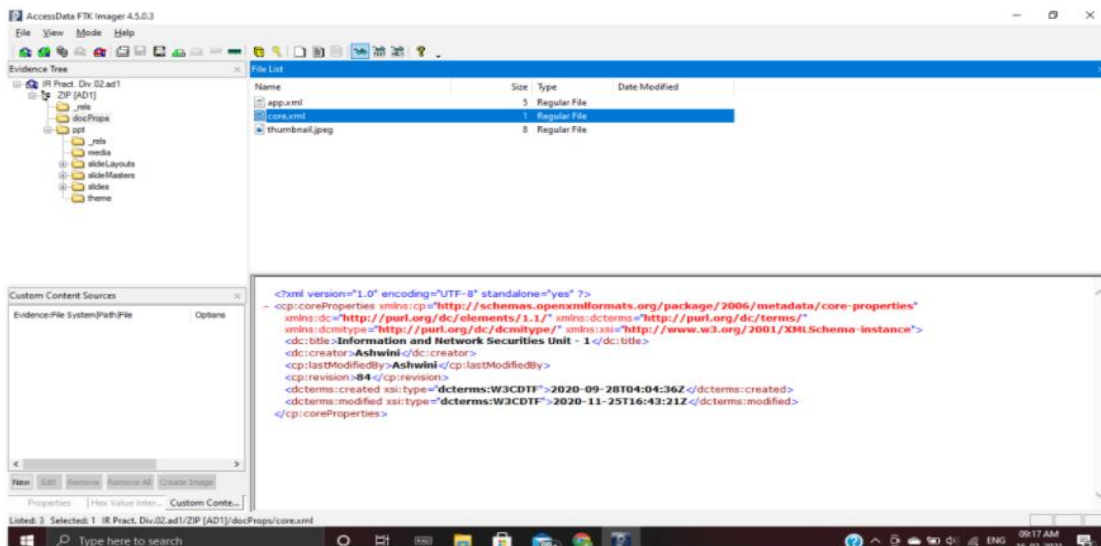 AccessData FTK Imager 4.5.0.3
File View Mode Help
Evidence Tree
IR Pract. Div.02.ad1
ZIP [AD1]
_rels
docProps
ppt
_rels
media
slideLayouts
slideMasters
slides
theme
File List
Name Size Type Date Modified
app.xml 5 Regular File
core.xml 1 Regular File
thumbnail.jpeg 8 Regular File
Custom Content Sources
Evidence:File System|Path|File Options
New Edit Remove Remove All Create Image
Properties Hex Value Inter... Custom Conte...
<?xml version="1.0" encoding="UTF-8" standalone="yes" ?>
- <cp:coreProperties xmlns:cp="http://schemas.openxmlformats.org/package/2006/metadata/core-properties"
xmlns:dc="http://purl.org/dc/elements/1.1/" xmlns:dcterms="http://purl.org/dc/terms/"
xmlns:dcmitype="http://purl.org/dc/dcmitype/" xmlns:xsi="http://www.w3.org/2001/XMLSchema-instance">
<dc:title>Information and Network Securities Unit - 1</dc:title>
<dc:creator>Ashwini</dc:creator>
<cp:lastModifiedBy>Ashwini</cp:lastModifiedBy>
<cp:revision>84</cp:revision>
<dcterms:created xsi:type="dcterms:W3CDTF">2020-09-28T04:04:36Z</dcterms:created>
<dcterms:modified xsi:type="dcterms:W3CDTF">2020-11-25T16:43:21Z</dcterms:modified>
</cp:coreProperties>
Listed: 3 Selected: 1 IR Pract. Div.02.ad1/ZIP [AD1]/docProps/core.xml
Type here to search
ENG
09:17 AM